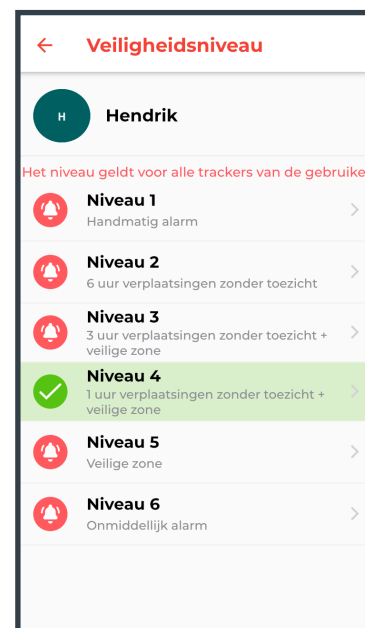 Veiligheidsniveau
H
Hendrik
Het niveau geldt voor alle trackers van de gebruike
Niveau 1
Handmatig alarm
Niveau 2
6 uur verplaatsingen zonder toezicht
Niveau 3
3 uur verplaatsingen zonder toezicht +
veilige zone
Niveau 4
1 uur verplaatsingen zonder toezicht +
veilige zone
Niveau 5
Veilige zone
Niveau 6
Onmiddellijk alarm